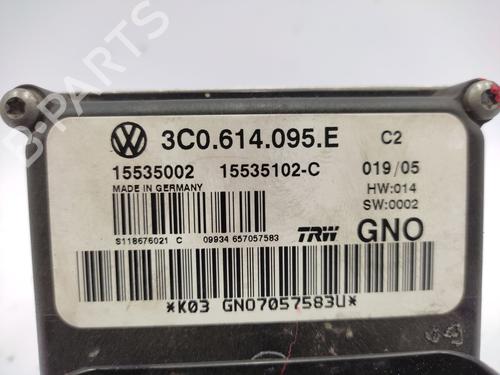 B-PARTS
3C0.614.095.E C2
15535002 15535102-C 019/05
MADE IN GERMANY HW:014
SW:0002
S118676021 C 09934 657057583 TRW GNO
*K03 GNO7057583U*